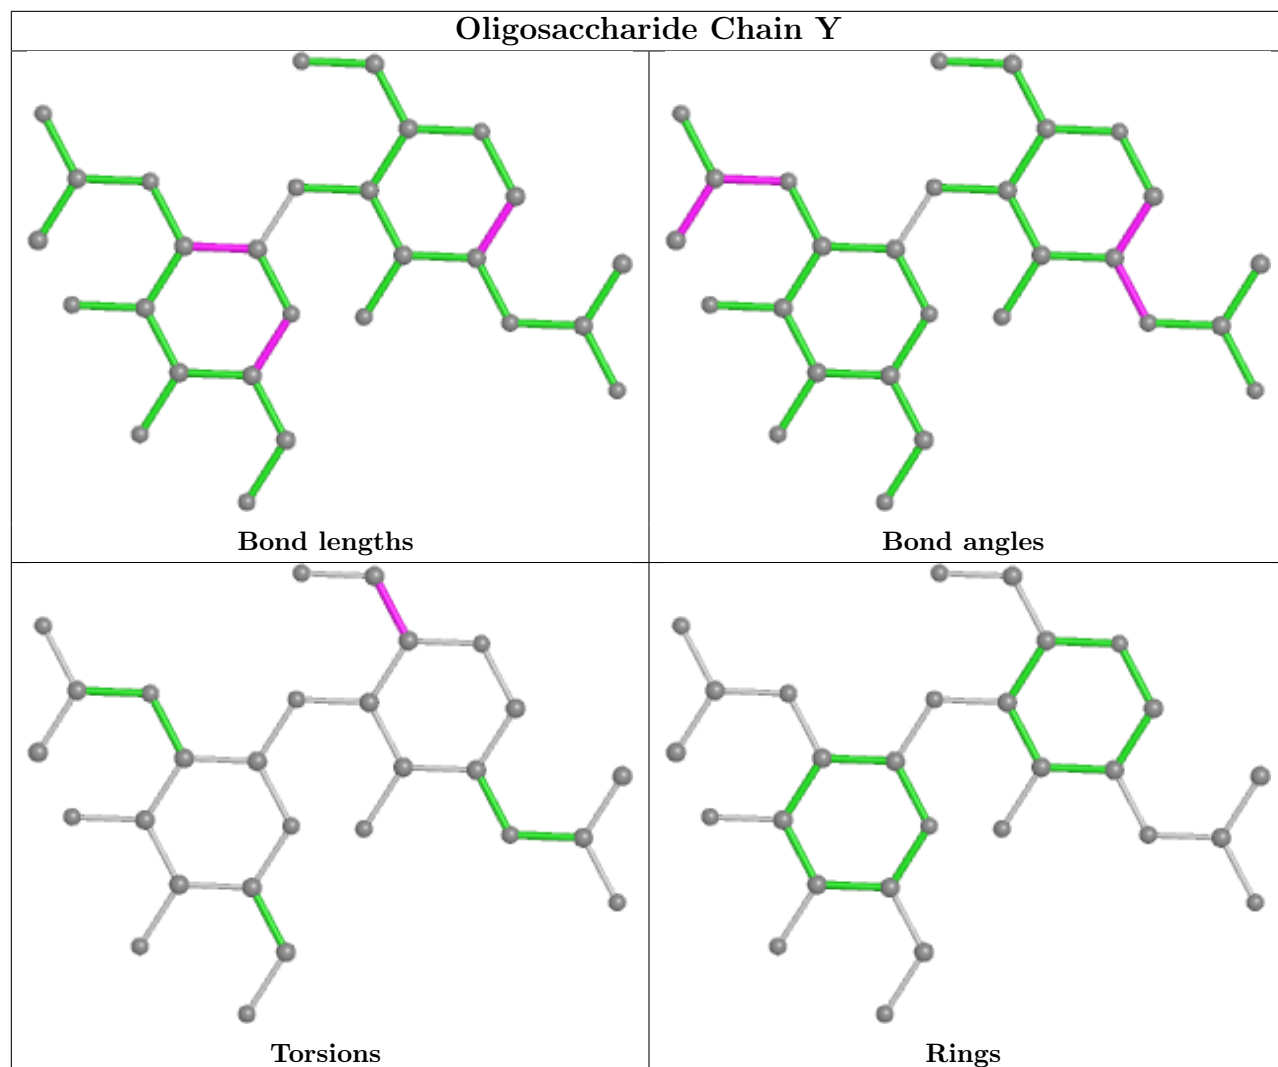 Oligosaccharide Chain Y
Bond lengths
Bond angles
Torsions
Rings